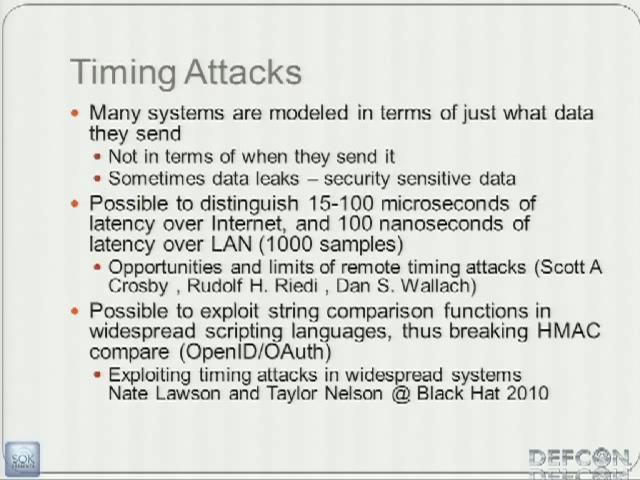 Timing Attacks
Many systems are modeled in terms of just what data
they send
Not in terms of when they send it
Sometimes data leaks – security sensitive data
Possible to distinguish 15-100 microseconds of
latency over Internet, and 100 nanoseconds of
latency over LAN (1000 samples)
Opportunities and limits of remote timing attacks (Scott A
Crosby , Rudolf H. Riedi , Dan S. Wallach)
Possible to exploit string comparison functions in
widespread scripting languages, thus breaking HMAC
compare (OpenID/OAuth)
Exploiting timing attacks in widespread systems
Nate Lawson and Taylor Nelson @ Black Hat 2010
SOK
DEFCON